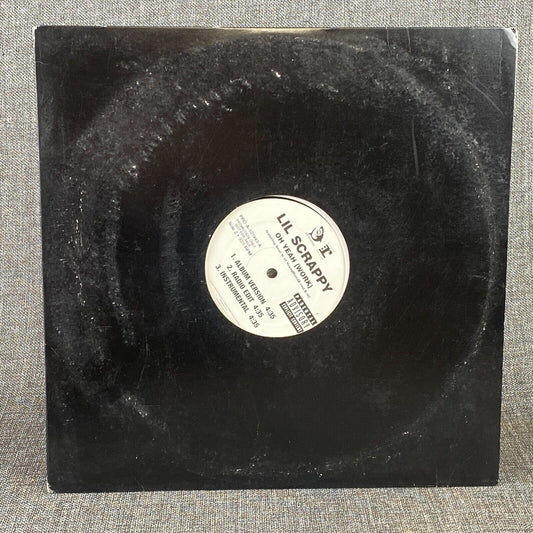 LIL SCRAPPY
OH YEAH (WORK)
1. ALBUM VERSION 4:35
2. RADIO EDIT 4:35
3. INSTRUMENTAL 4:35
PARENTAL
ADVISORY
EXPLICIT CONTENT